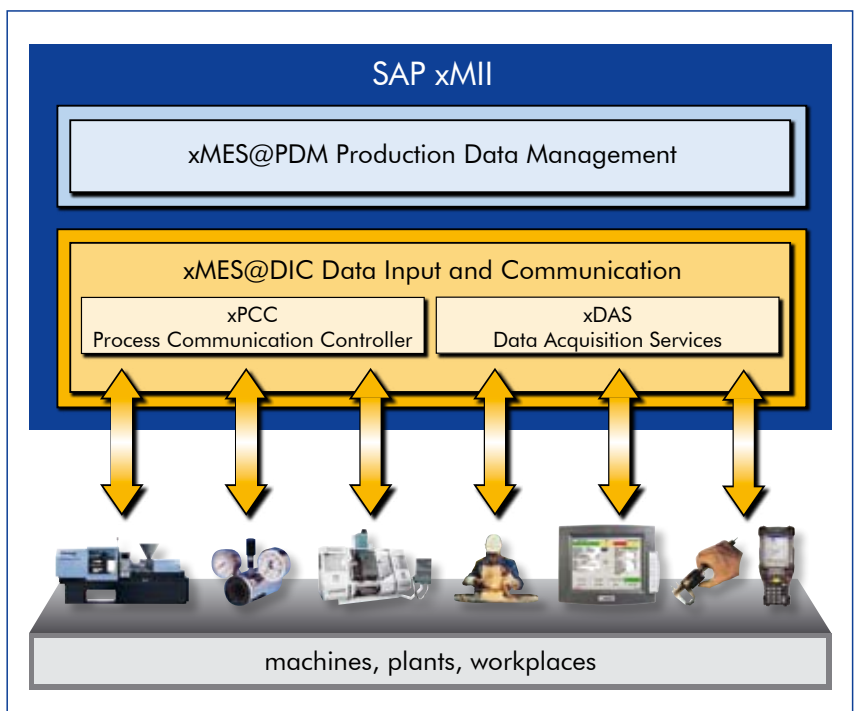 SAP xMII
xMES@PDM Production Data Management
xMES@DIC Data Input and Communication
xPCC
Process Communication Controller
xDAS
Data Acquisition Services
machines, plants, workplaces